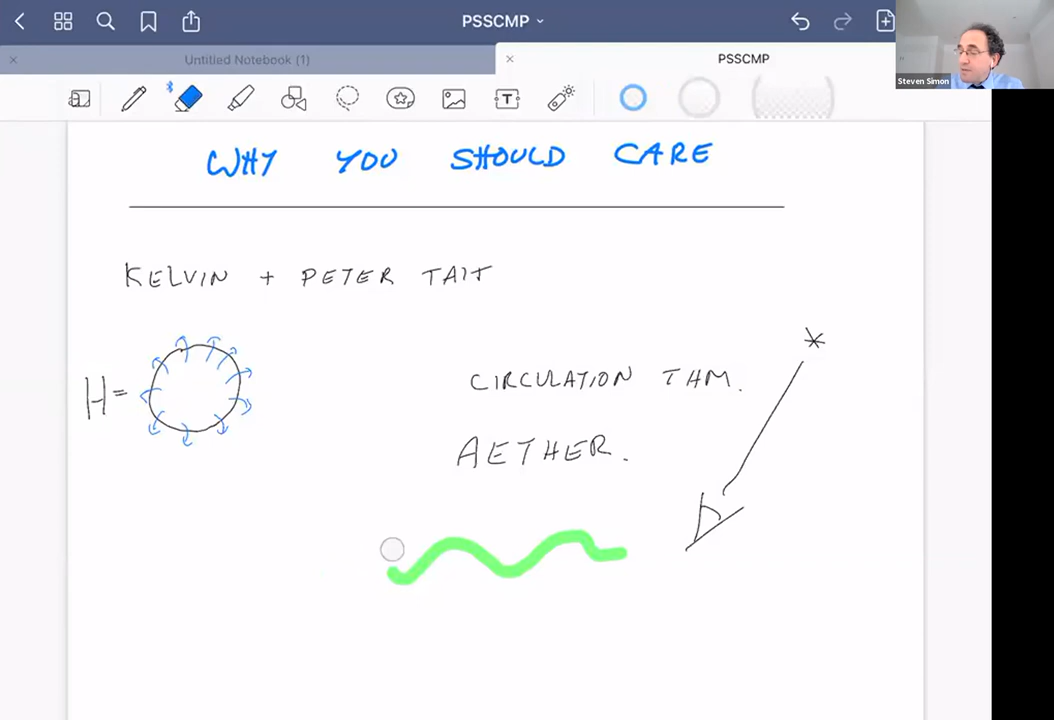 PSSCMP
Untitled Notebook (1)
PSSCMP
Steven Simon
WHY YOU SHOULD CARE
KELVIN + PETER TAIT
H=
CIRCULATION THM.
AETHER.